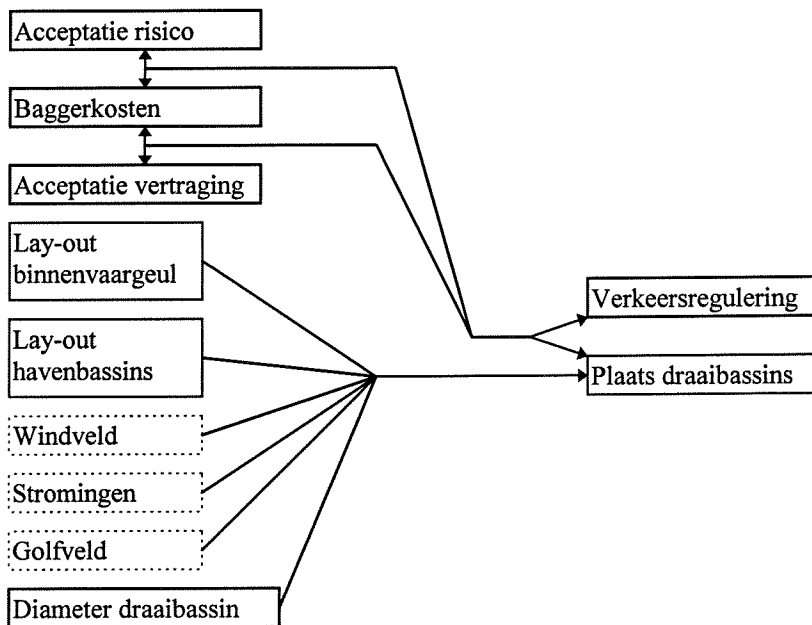 Acceptatie risico
Baggerkosten
Acceptatie vertraging
Lay-out
binnenvaargeul
Lay-out
havenbassins
Windveld
Stromingen
Golfveld
Diameter draaibassin
Verkeersregulering
Plaats draaibassins